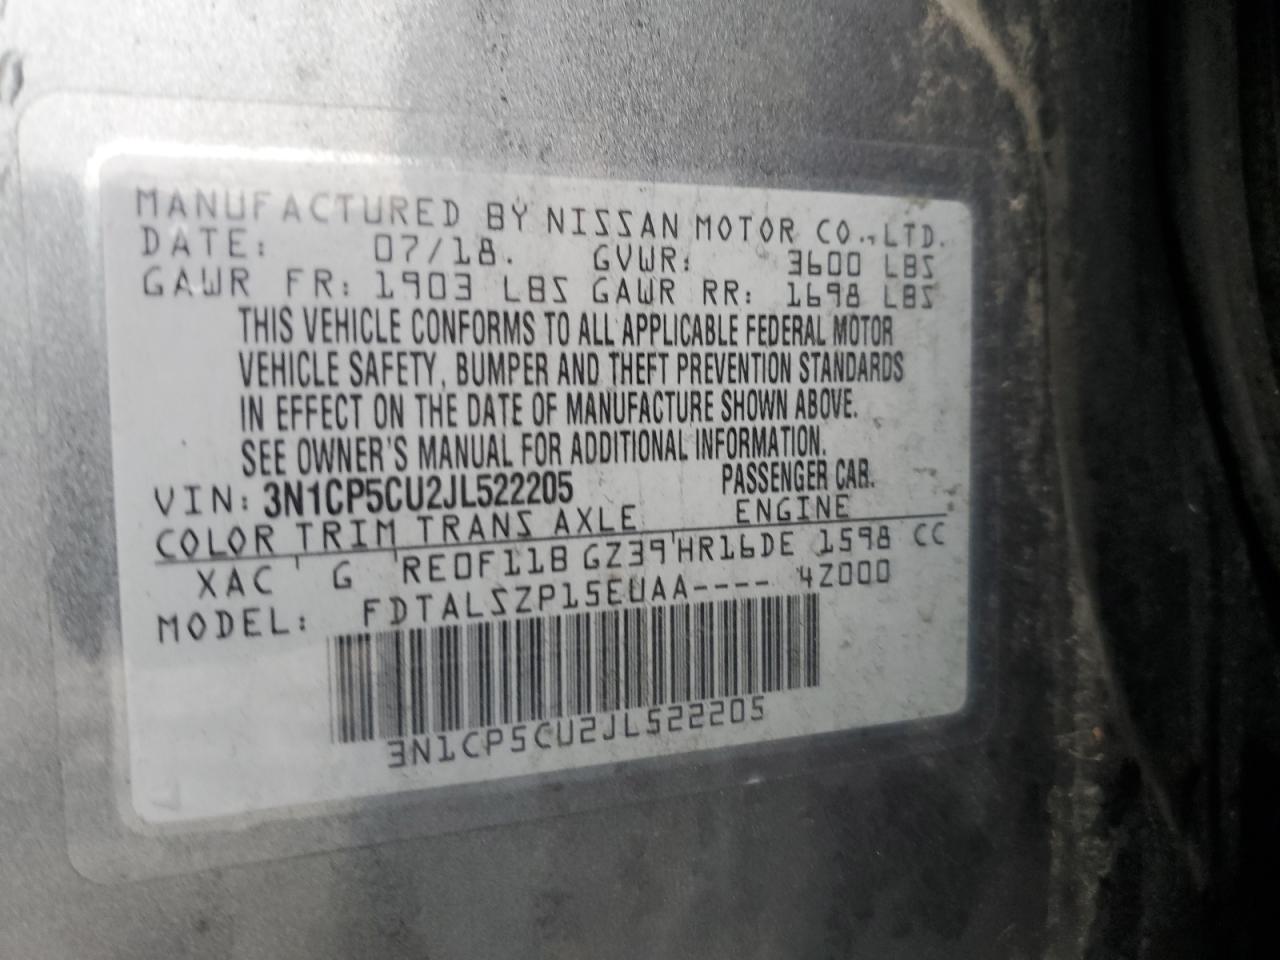 MANUFACTURED BY NISSAN MOTOR CO.,LTD.
DATE: 07/18. GVWR: 3600 LBS
GAWR FR: 1903 LBS GAWR RR: 1698 LBS
THIS VEHICLE CONFORMS TO ALL APPLICABLE FEDERAL MOTOR
VEHICLE SAFETY, BUMPER AND THEFT PREVENTION STANDARDS
IN EFFECT ON THE DATE OF MANUFACTURE SHOWN ABOVE.
SEE OWNER'S MANUAL FOR ADDITIONAL INFORMATION.
VIN: 3N1CP5CU2JL522205 PASSENGER CAR.
COLOR TRIM TRANS AXLE ENGINE
XAC G RE0F11B GZ39 HR16DE 1598 CC
MODEL: FDTALSZP15EUAA---- 4Z000
3N1CP5CU2JL522205